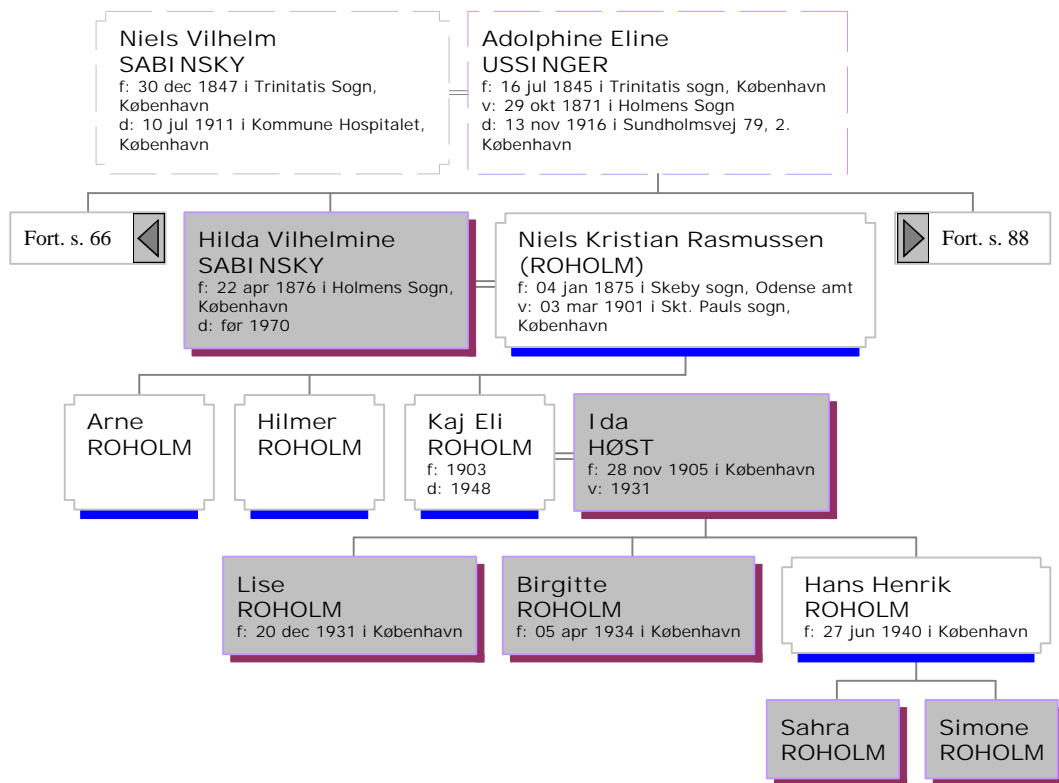 Niels Vilhelm
SABINSKY
f: 30 dec 1847 i Trinitatis Sogn,
København
d: 10 jul 1911 i Kommune Hospitalet,
København
Adolphine Eline
USSINGER
f: 16 jul 1845 i Trinitatis sogn, København
v: 29 okt 1871 i Holmens Sogn
d: 13 nov 1916 i Sundholmsvej 79, 2.
København
Fort. s. 66
Hilda Vilhelmine
SABINSKY
f: 22 apr 1876 i Holmens Sogn,
København
d: før 1970
Niels Kristian Rasmussen
(ROHOLM)
f: 04 jan 1875 i Skeby sogn, Odense amt
v: 03 mar 1901 i Skt. Pauls sogn,
København
Fort. s. 88
Arne
ROHOLM
Hilmer
ROHOLM
Kaj Eli
ROHOLM
f: 1903
d: 1948
Ida
HØST
f: 28 nov 1905 i København
v: 1931
Lise
ROHOLM
f: 20 dec 1931 i København
Birgitte
ROHOLM
f: 05 apr 1934 i København
Hans Henrik
ROHOLM
f: 27 jun 1940 i København
Sahra
ROHOLM
Simone
ROHOLM